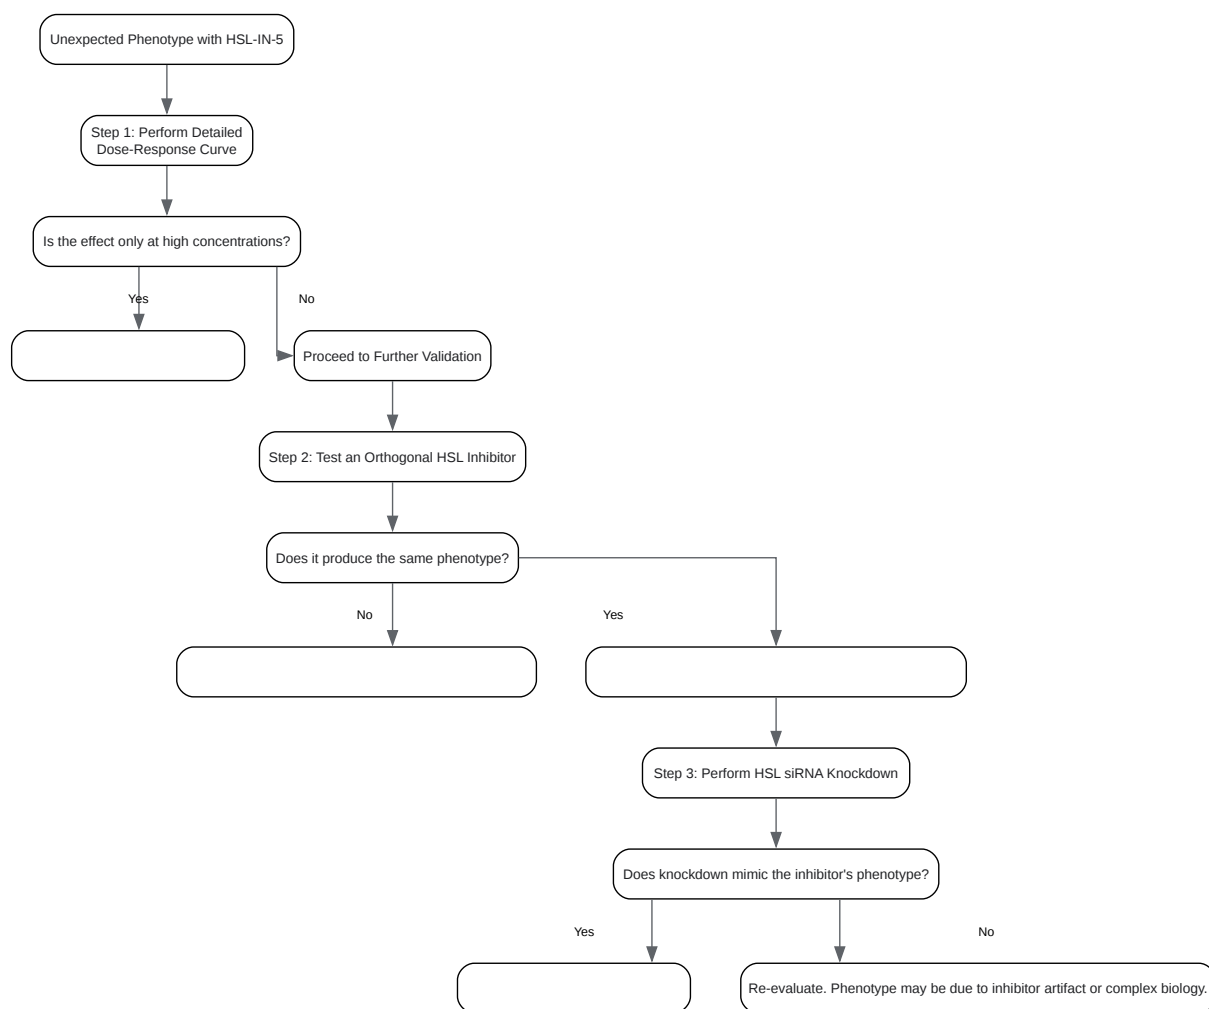 Unexpected Phenotype with HSL-IN-5
Step 1: Perform Detailed
Dose-Response Curve
Is the effect only at high concentrations?
Yes
No
Proceed to Further Validation
Step 2: Test an Orthogonal HSL Inhibitor
Does it produce the same phenotype?
No
Yes
Step 3: Perform HSL siRNA Knockdown
Does knockdown mimic the inhibitor's phenotype?
Yes
No
Re-evaluate. Phenotype may be due to inhibitor artifact or complex biology.